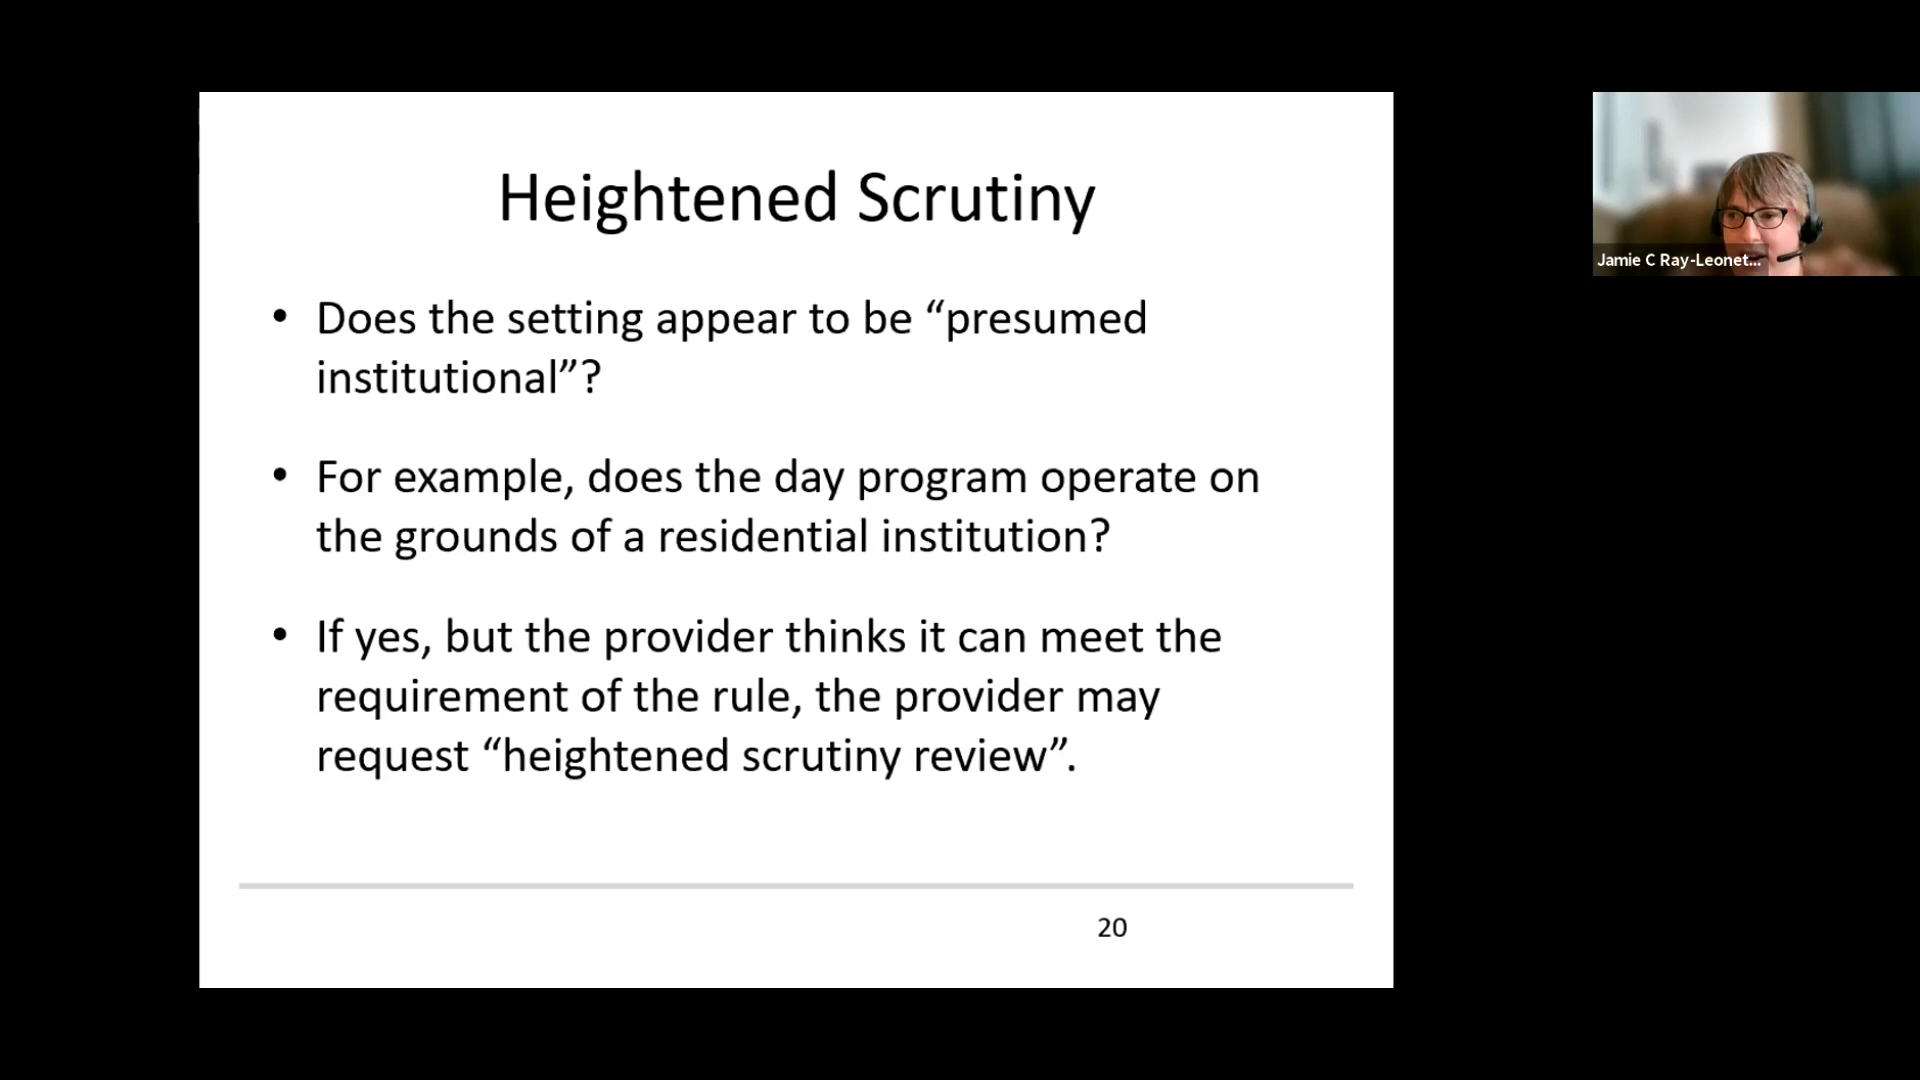 Heightened Scrutiny
• Does the setting appear to be “presumed
institutional”?
• For example, does the day program operate on
the grounds of a residential institution?
• If yes, but the provider thinks it can meet the
requirement of the rule, the provider may
request “heightened scrutiny review”.
20
Jamie C Ray-Leonet...